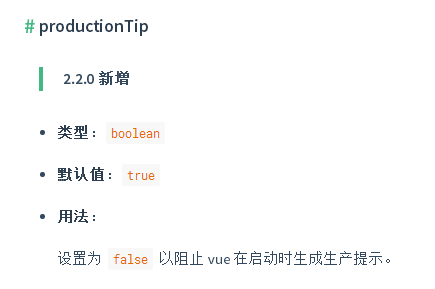 # productionTip
2.2.0 新增
类型： boolean
默认值： true
用法：
设置为 false 以阻止 vue 在启动时生成生产提示。